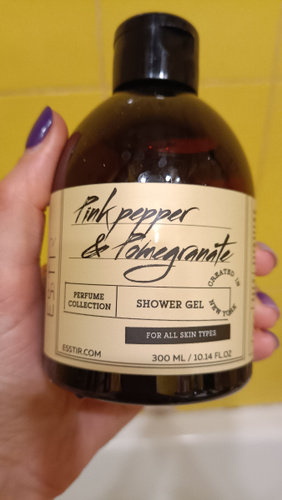 Pink pepper
& Pomegranate
CREATED IN
NEW YORK
PERFUME
COLLECTION
SHOWER GEL
FOR ALL SKIN TYPES
ESSTIR.COM
300 ML / 10.14 FL.OZ
ESSTIR